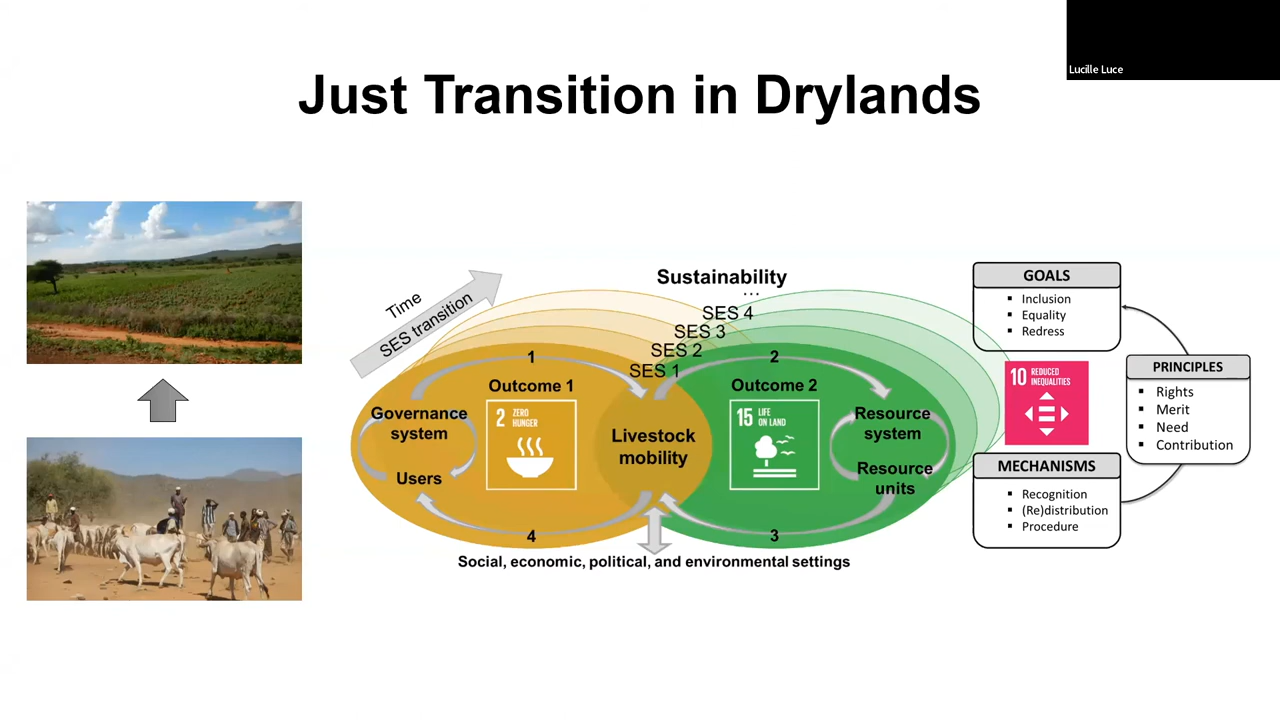 Lucille Luce
Just Transition in Drylands
Time
SES transition
Sustainability
...
SES 4
SES 3
SES 2
SES 1
1
Outcome 1
2 ZERO
HUNGER
Governance
system
Users
4
Livestock
mobility
2
Outcome 2
15 LIFE
ON LAND
Resource
system
Resource
units
3
Social, economic, political, and environmental settings
GOALS
▪ Inclusion
▪ Equality
▪ Redress
10 REDUCED
INEQUALITIES
PRINCIPLES
▪ Rights
▪ Merit
▪ Need
▪ Contribution
MECHANISMS
▪ Recognition
▪ (Re)distribution
▪ Procedure